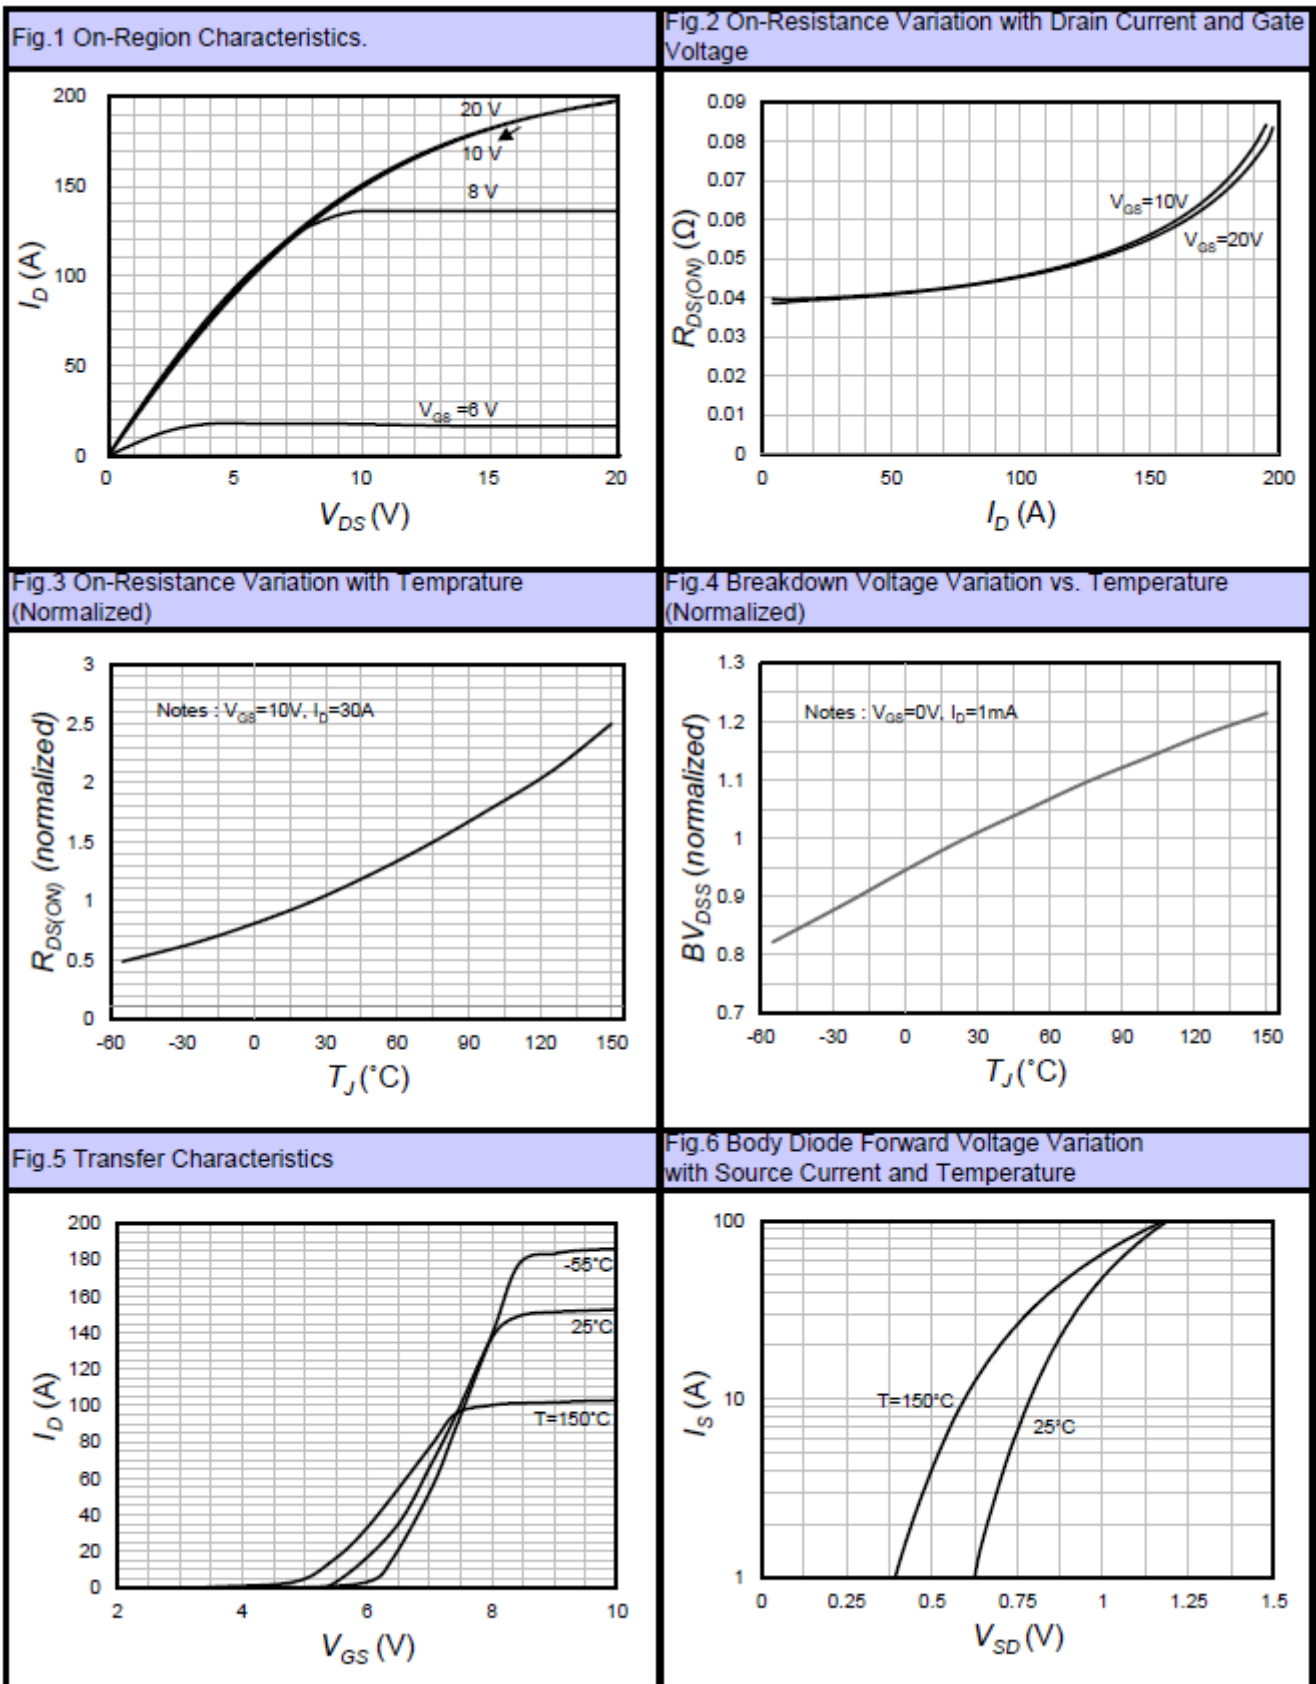 Fig.1 On-Region Characteristics.
Fig.2 On-Resistance Variation with Drain Current and Gate
Voltage
200
150
100
50
0
I_D (A)
20 V
10 V
8 V
V_GS =6 V
0 5 10 15 20
V_DS (V)
0.09
0.08
0.07
0.06
0.05
0.04
0.03
0.02
0.01
0
R_DS(ON) (Ω)
V_GS=10V
V_GS=20V
0 50 100 150 200
I_D (A)
Fig.3 On-Resistance Variation with Temprature
(Normalized)
Fig.4 Breakdown Voltage Variation vs. Temperature
(Normalized)
3
2.5
2
1.5
1
0.5
0
R_DS(ON) (normalized)
Notes : V_GS=10V, I_D=30A
-60 -30 0 30 60 90 120 150
T_J (°C)
1.3
1.2
1.1
1
0.9
0.8
0.7
BV_DSS (normalized)
Notes : V_GS=0V, I_D=1mA
-60 -30 0 30 60 90 120 150
T_J (°C)
Fig.5 Transfer Characteristics
Fig.6 Body Diode Forward Voltage Variation
with Source Current and Temperature
200
180
160
140
120
100
80
60
40
20
0
I_D (A)
-55°C
25°C
T=150°C
2 4 6 8 10
V_GS (V)
100
10
1
I_S (A)
T=150°C
25°C
0 0.25 0.5 0.75 1 1.25 1.5
V_SD (V)